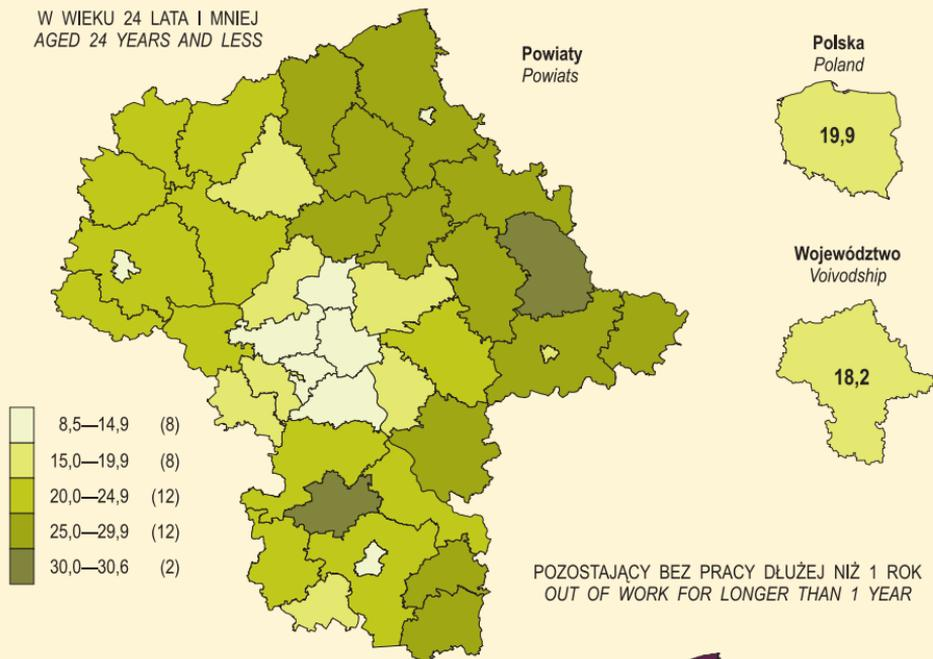 W WIEKU 24 LATA I MNIEJ
AGED 24 YEARS AND LESS
Powiaty
Powiats
Polska
Poland
19,9
Województwo
Voivodship
18,2
8,5—14,9 (8)
15,0—19,9 (8)
20,0—24,9 (12)
25,0—29,9 (12)
30,0—30,6 (2)
POZOSTAJĄCY BEZ PRACY DŁUŻEJ NIŻ 1 ROK
OUT OF WORK FOR LONGER THAN 1 YEAR